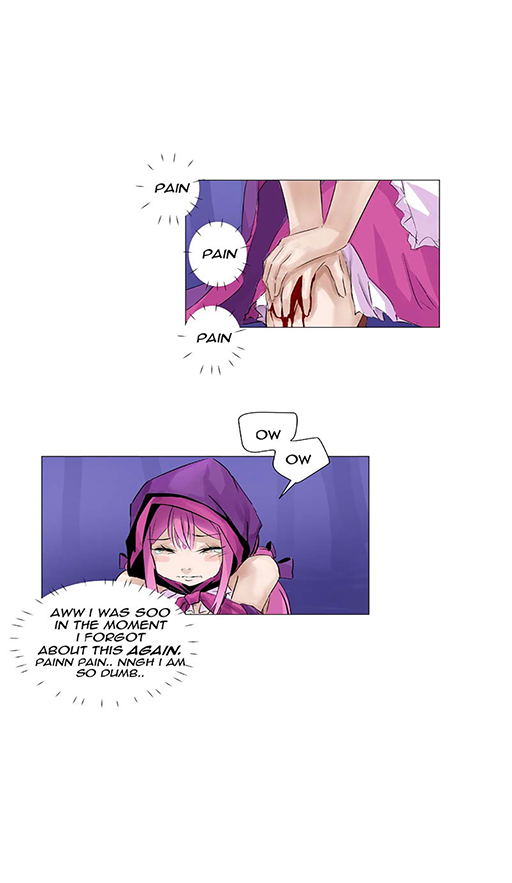 PAIN
PAIN
PAIN
OW
OW
AWW I WAS SOO
IN THE MOMENT
I FORGOT
ABOUT THIS AGAIN.
PAINN PAIN.. NNGH I AM
SO DUMB..